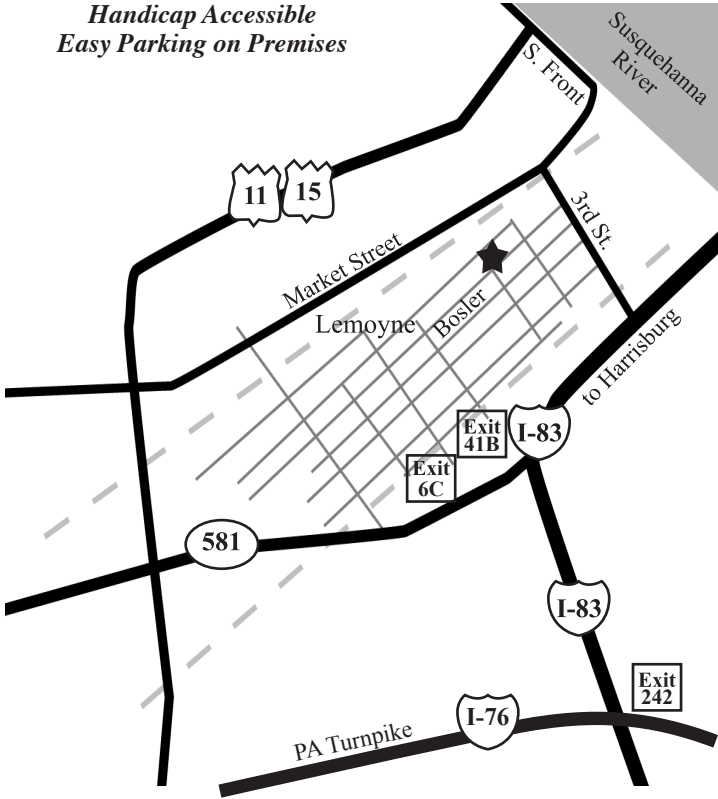 Handicap Accessible
Easy Parking on Premises
Susquehanna
River
S. Front
11
15
3rd St.
Market Street
Lemoyne
Bosler
to Harrisburg
Exit
41B
I-83
Exit
6C
581
I-83
Exit
242
I-76
PA Turnpike